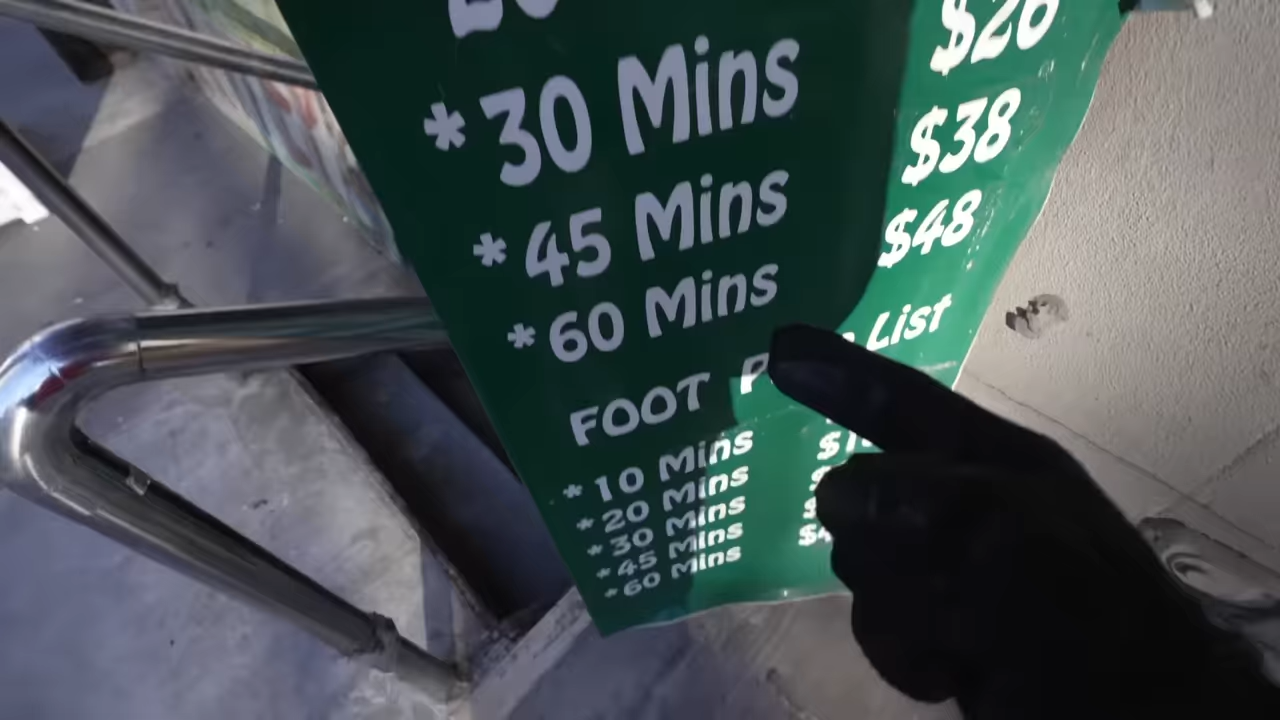 *30 Mins $26
*45 Mins $38
*60 Mins $48
FOOT List
*10 Mins
*20 Mins
*30 Mins
*45 Mins
*60 Mins